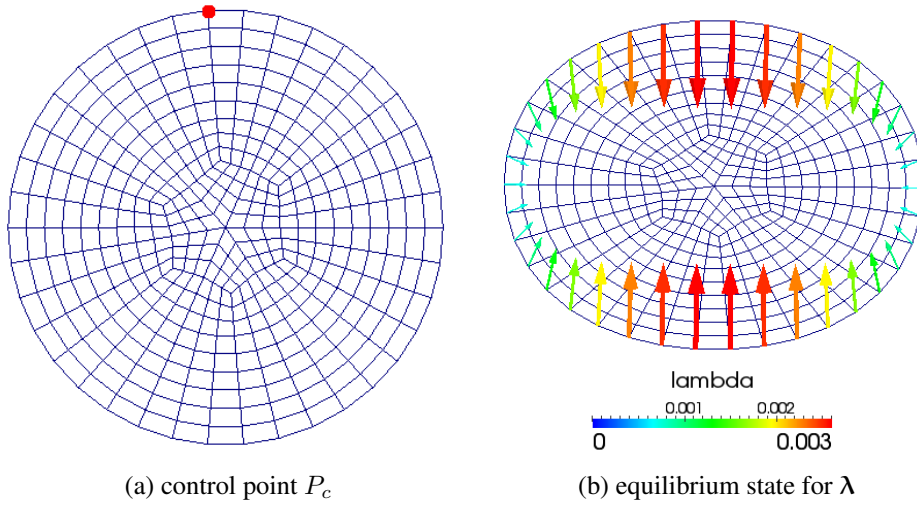 lambda
0.001 0.002
0 0.003
(a) control point P_c
(b) equilibrium state for λ